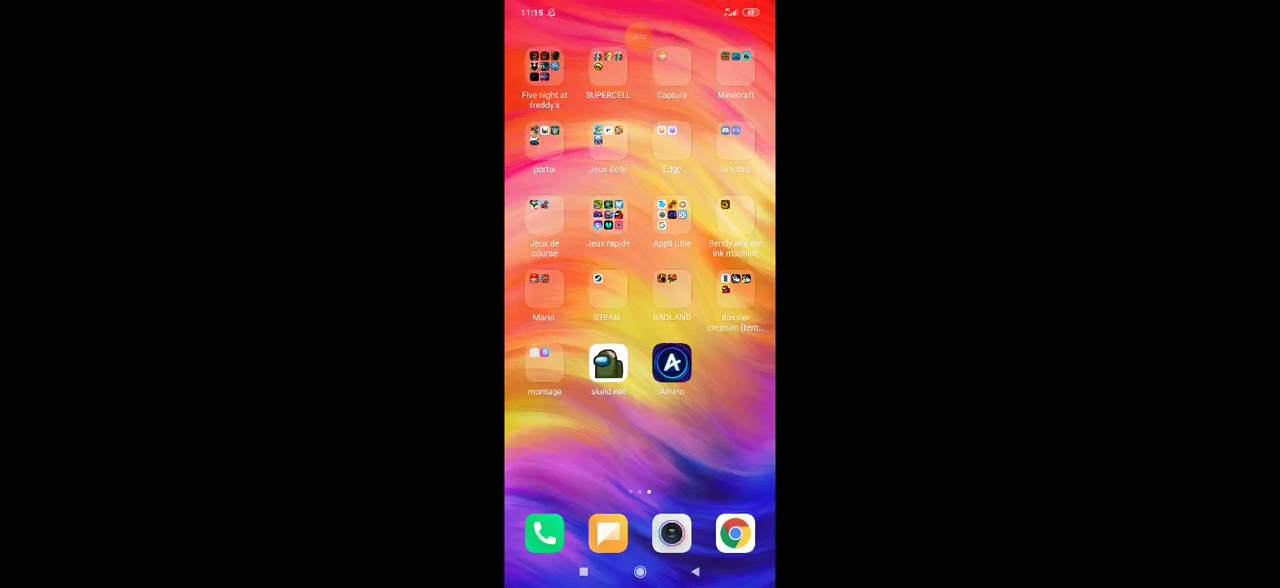 11:15
43
Five night at
freddy's
SUPERCELL
Capture
Minecraft
portal
Jeux de tir
Edge
Discord
Jeux de
course
Jeux rapide
Appli Utile
Bendy and the
ink machine
Mario
STEAM
BADLAND
dossier
creation (tem...
montage
skeld.net
Amino